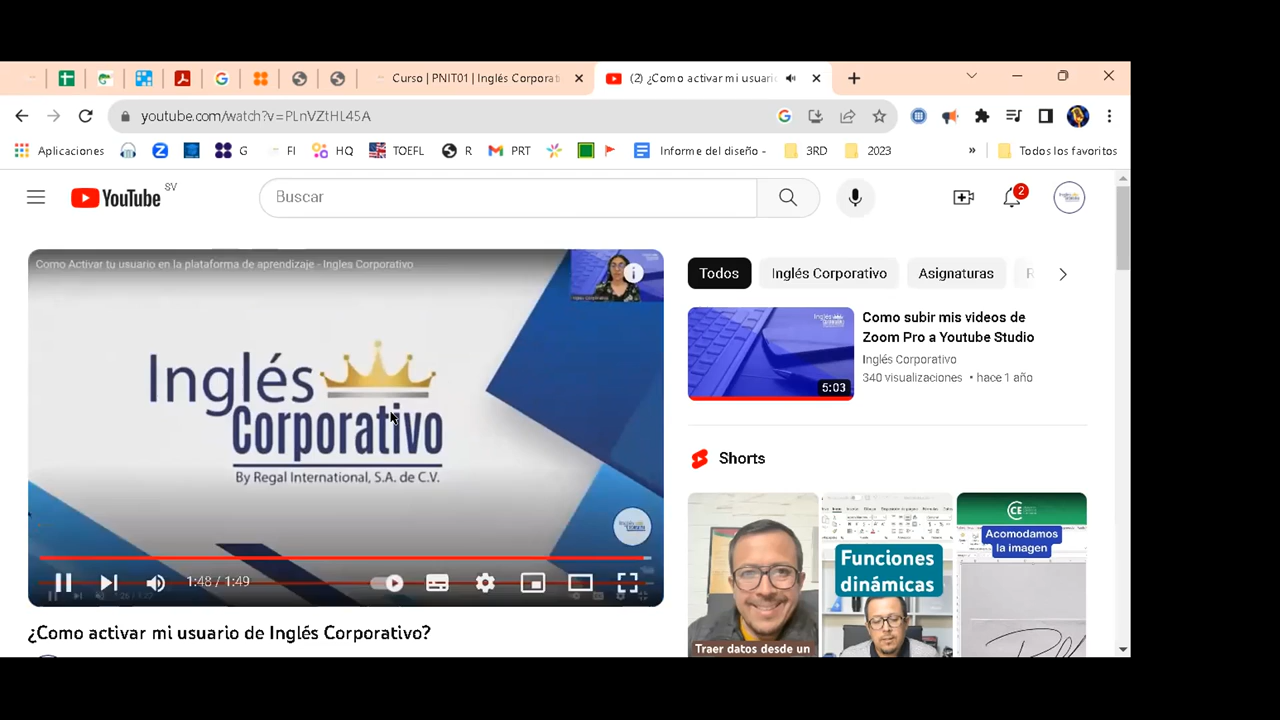 Curso | PNIT01 | Inglés Corporati
(2) ¿Como activar mi usuario
youtube.com/watch?v=PLnVZtHL45A
Aplicaciones
G
FI
HQ
TOEFL
R
PRT
Informe del diseño -
3RD
2023
»
Todos los favoritos
YouTube SV
Buscar
2
Como Activar tu usuario en la plataforma de aprendizaje - Ingles Corporativo
Inglés
Corporativo
By Regal International, S.A. de C.V.
1:48 / 1:49
¿Como activar mi usuario de Inglés Corporativo?
Todos
Inglés Corporativo
Asignaturas
Como subir mis videos de
Zoom Pro a Youtube Studio
Inglés Corporativo
340 visualizaciones • hace 1 año
5:03
Shorts
Traer datos desde un
Funciones
dinámicas
CE
Acomodamos
la imagen